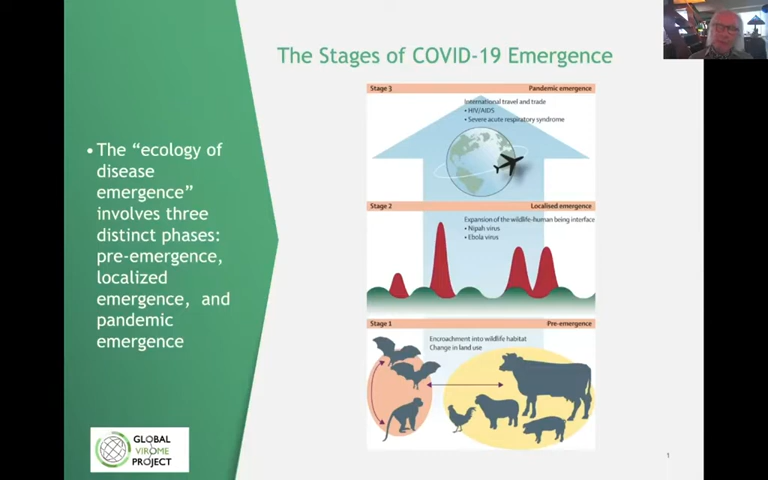 The Stages of COVID-19 Emergence
• The “ecology of
disease
emergence”
involves three
distinct phases:
pre-emergence,
localized
emergence, and
pandemic
emergence
Stage 3 Pandemic emergence
International travel and trade
• HIV/AIDS
• Severe acute respiratory syndrome
Stage 2 Localised emergence
Expansion of the wildlife-human being interface
• Nipah virus
• Ebola virus
Stage 1 Pre-emergence
Encroachment into wildlife habitat
Change in land use
GLOBAL
VIROME
PROJECT
1